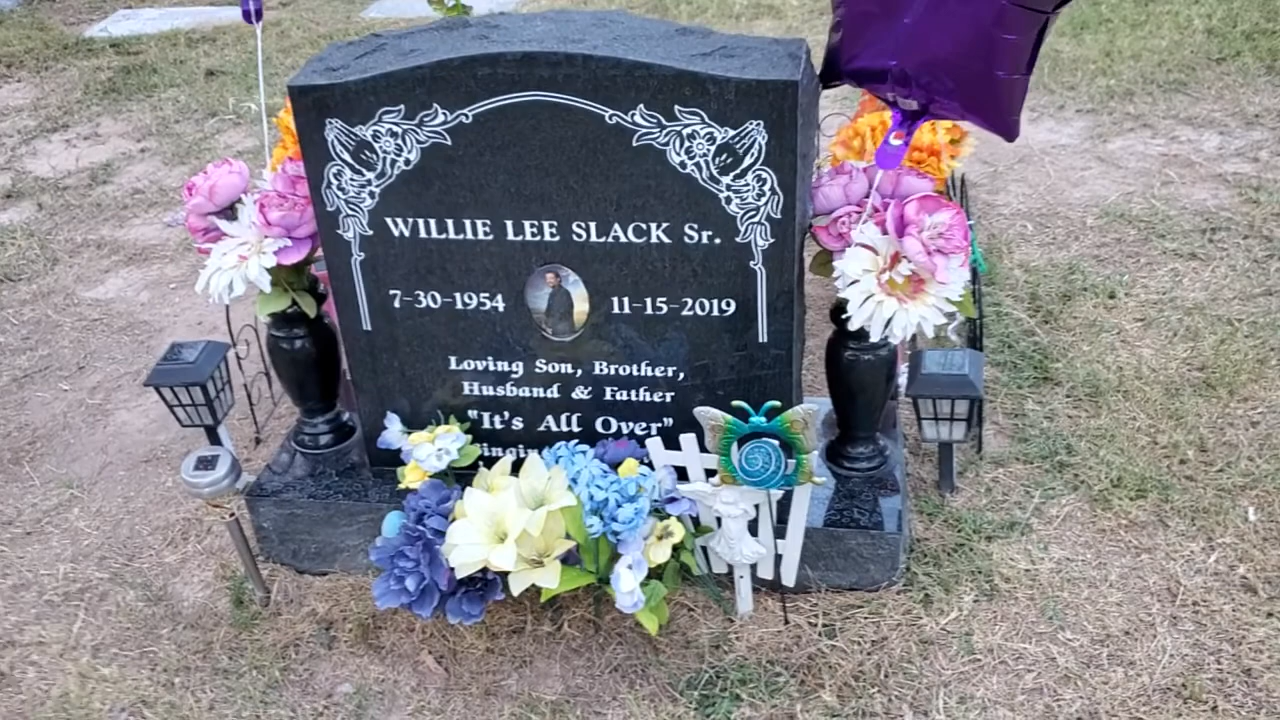 WILLIE LEE SLACK Sr.
7-30-1954 11-15-2019
Loving Son, Brother,
Husband & Father
"It's All Over"